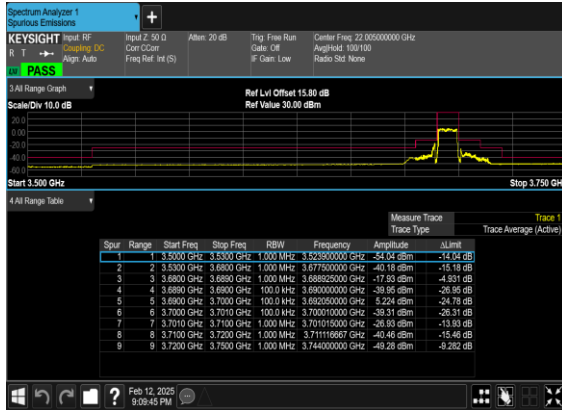 Spectrum Analyzer 1
Spurious Emissions
KEYSIGHT Input: RF Input Z: 50 Ω Atten: 20 dB Trig: Free Run Center Freq: 22.005000000 GHz
R T Coupling: DC Corr CCorr Gate: Off Avg|Hold: 100/100
Align: Auto Freq Ref: Int (S) IF Gain: Low Radio Std: None
PASS
3 All Range Graph Ref Lvl Offset 15.80 dB
Scale/Div 10.0 dB Ref Value 30.00 dBm
20.0
0.00
-20.0
-40.0
-60.0
Start 3.500 GHz Stop 3.750 GH
4 All Range Table
Measure Trace Trace 1
Trace Type Trace Average (Active)
Spur Range Start Freq Stop Freq RBW Frequency Amplitude ΔLimit
1 1 3.5000 GHz 3.5300 GHz 1.000 MHz 3.523900000 GHz -54.04 dBm -14.04 dB
2 2 3.5300 GHz 3.6800 GHz 1.000 MHz 3.677500000 GHz -40.18 dBm -15.18 dB
3 3 3.6800 GHz 3.6890 GHz 1.000 MHz 3.688925000 GHz -17.93 dBm -4.931 dB
4 4 3.6890 GHz 3.6900 GHz 100.0 kHz 3.690000000 GHz -39.95 dBm -26.95 dB
5 5 3.6900 GHz 3.7000 GHz 100.0 kHz 3.692050000 GHz 5.224 dBm -24.78 dB
6 6 3.7000 GHz 3.7010 GHz 100.0 kHz 3.700010000 GHz -39.31 dBm -26.31 dB
7 7 3.7010 GHz 3.7100 GHz 1.000 MHz 3.701015000 GHz -26.93 dBm -13.93 dB
8 8 3.7100 GHz 3.7200 GHz 1.000 MHz 3.711116667 GHz -40.46 dBm -15.46 dB
9 9 3.7200 GHz 3.7500 GHz 1.000 MHz 3.744000000 GHz -49.28 dBm -9.282 dB
Feb 12, 2025
9:09:45 PM